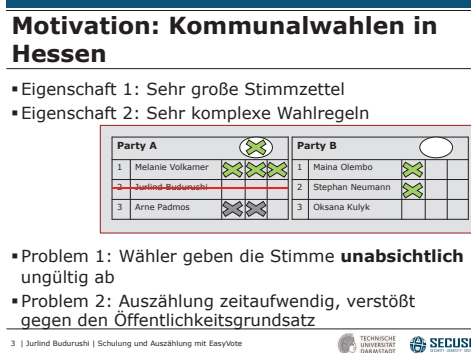 Motivation: Kommunalwahlen in
Hessen
▪ Eigenschaft 1: Sehr große Stimmzettel
▪ Eigenschaft 2: Sehr komplexe Wahlregeln
Party A
Party B
1 Melanie Volkamer
1 Maina Olembo
2 Jurlind Budurushi
2 Stephan Neumann
3 Arne Padmos
3 Oksana Kulyk
▪ Problem 1: Wähler geben die Stimme unabsichtlich
ungültig ab
▪ Problem 2: Auszählung zeitaufwendig, verstößt
gegen den Öffentlichkeitsgrundsatz
3 | Jurlind Budurushi | Schulung und Auszählung mit EasyVote
TECHNISCHE
UNIVERSITÄT
DARMSTADT
SECUS